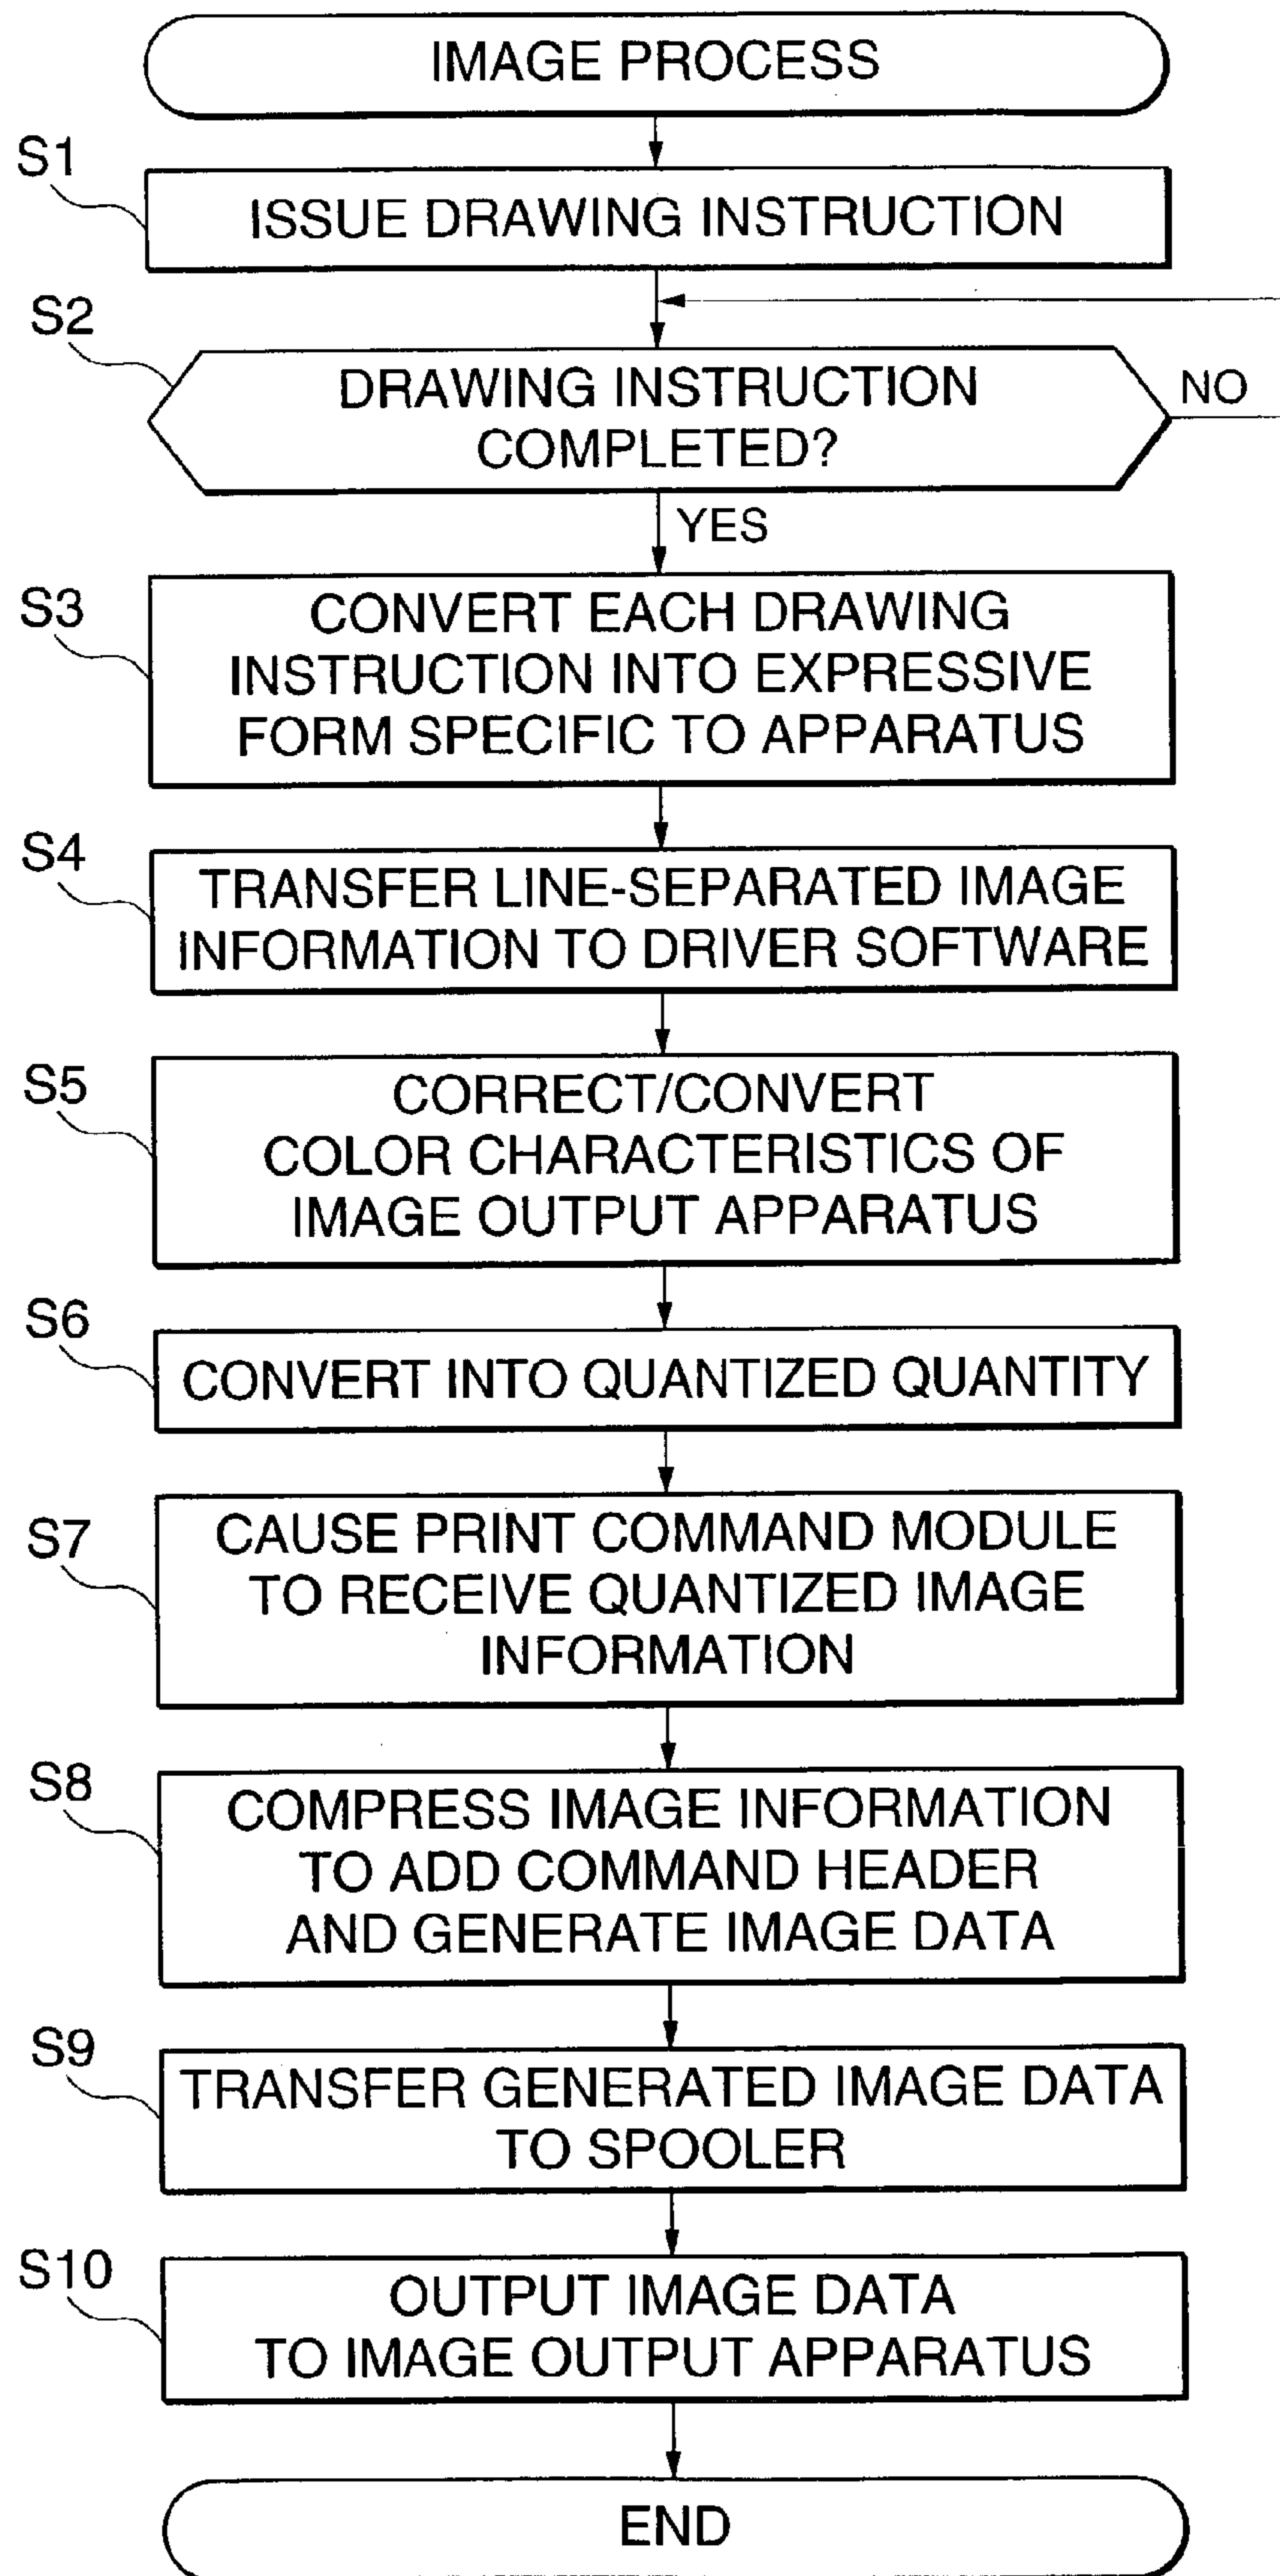 IMAGE PROCESS
S1
ISSUE DRAWING INSTRUCTION
S2
DRAWING INSTRUCTION
COMPLETED?
NO
YES
S3
CONVERT EACH DRAWING
INSTRUCTION INTO EXPRESSIVE
FORM SPECIFIC TO APPARATUS
S4
TRANSFER LINE-SEPARATED IMAGE
INFORMATION TO DRIVER SOFTWARE
S5
CORRECT/CONVERT
COLOR CHARACTERISTICS OF
IMAGE OUTPUT APPARATUS
S6
CONVERT INTO QUANTIZED QUANTITY
S7
CAUSE PRINT COMMAND MODULE
TO RECEIVE QUANTIZED IMAGE
INFORMATION
S8
COMPRESS IMAGE INFORMATION
TO ADD COMMAND HEADER
AND GENERATE IMAGE DATA
S9
TRANSFER GENERATED IMAGE DATA
TO SPOOLER
S10
OUTPUT IMAGE DATA
TO IMAGE OUTPUT APPARATUS
END